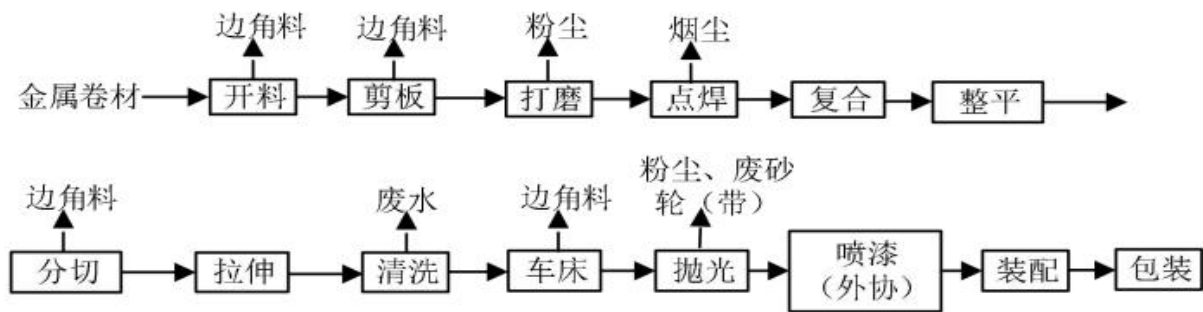 边角料 边角料 粉尘 烟尘
金属卷材 开料 剪板 打磨 点焊 复合 整平
边角料 废水 边角料 粉尘、废砂
轮（带）
分切 拉伸 清洗 车床 抛光 喷漆
（外协） 装配 包装